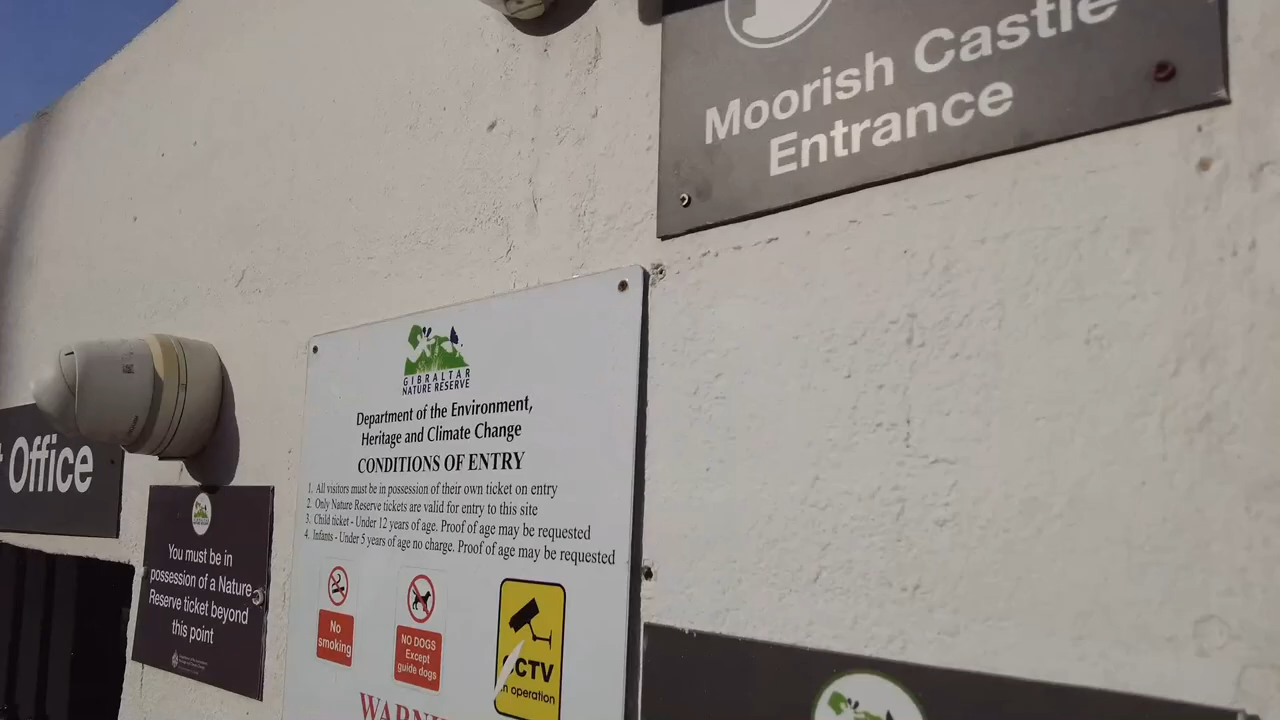 Moorish Castle
Entrance
GIBRALTAR
NATURE RESERVE
Department of the Environment,
Heritage and Climate Change
CONDITIONS OF ENTRY
1. All visitors must be in possession of their own ticket on entry
2. Only Nature Reserve tickets are valid for entry to this site
3. Child ticket - Under 12 years of age. Proof of age may be requested
4. Infants - Under 5 years of age no charge. Proof of age may be requested
No
smoking
NO DOGS
Except
guide dogs
CCTV
in operation
Office
You must be in
possession of a Nature
Reserve ticket beyond
this point